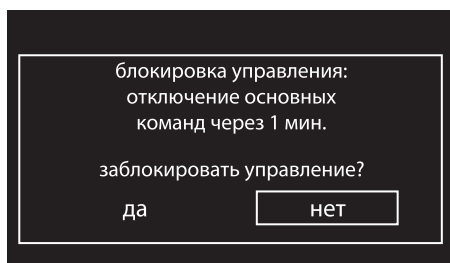 блокировка управления:
отключение основных
команд через 1 мин.
заблокировать управление?
да нет